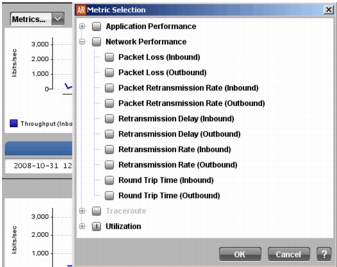 AR Metric Selection
Metrics...
Application Performance
Network Performance
Packet Loss (Inbound)
Packet Loss (Outbound)
Packet Retransmission Rate (Inbound)
Packet Retransmission Rate (Outbound)
Retransmission Delay (Inbound)
Retransmission Delay (Outbound)
Retransmission Rate (Inbound)
Retransmission Rate (Outbound)
Round Trip Time (Inbound)
Round Trip Time (Outbound)
Traceroute
Utilization
OK Cancel ?
3,000
2,000
1,000
0
kbits/sec
Throughput (Inbo
2008-10-31 12
3,000
2,000
1,000
kbits/sec